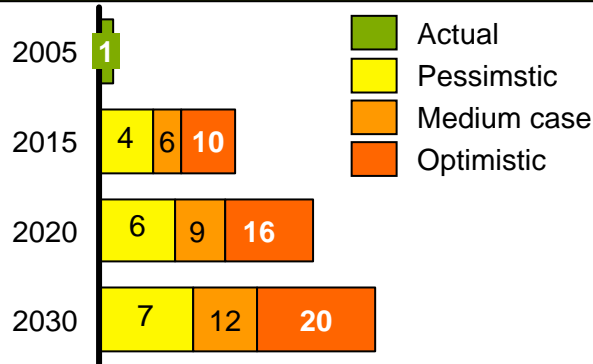 2005 1
2015 4 6 10
2020 6 9 16
2030 7 12 20
Actual
Pessimstic
Medium case
Optimistic